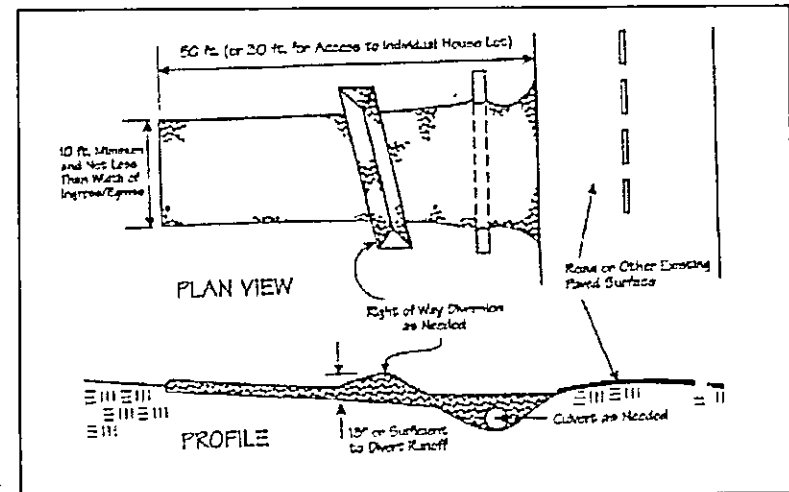 50 ft. (or 30 ft. for Access to Individual House Lot)
10 ft. Minimum
and Not Less
Than Width of
Ingress/Egress
PLAN VIEW
Right of Way Diversion
as Needed
Road or Other Existing
Paved Surface
18" or Sufficient
to Divert Runoff
Culvert as Needed
PROFILE